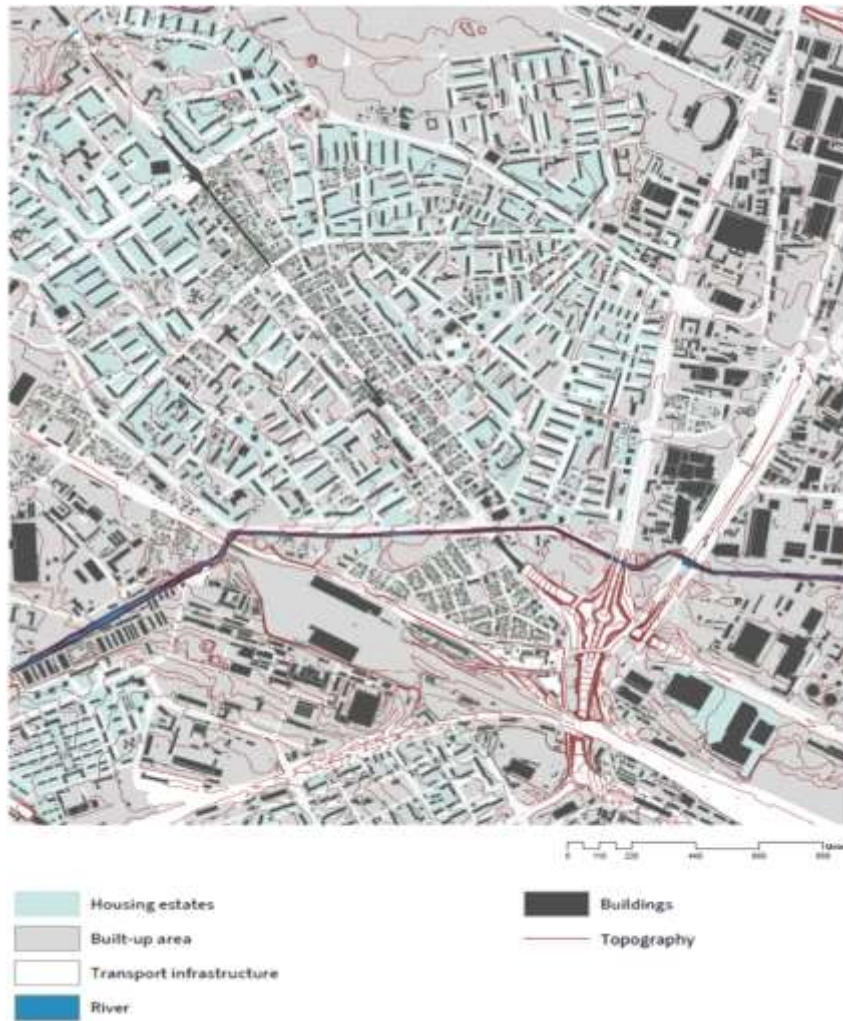 0 110 220 440 660 880
Housing estates
Built-up area
Transport infrastructure
River
Buildings
Topography